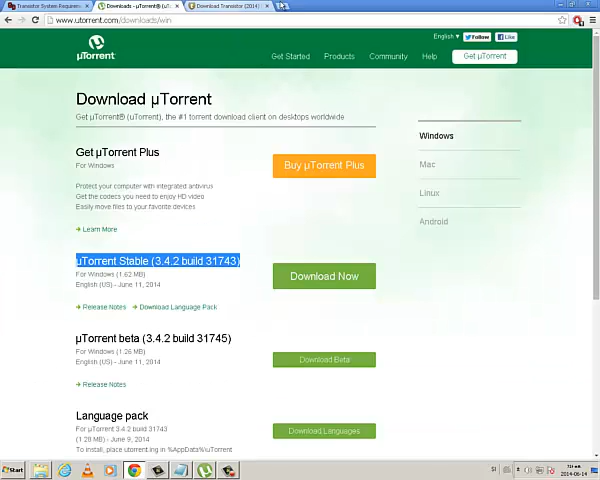 Transistor System Requirem
Downloads - µTorrent® (µT
Download Transistor (2014)
www.utorrent.com/downloads/win
µTorrent
English
Follow
Like
Get Started
Products
Community
Help
Get µTorrent
Download µTorrent
Get µTorrent® (uTorrent), the #1 torrent download client on desktops worldwide
Get µTorrent Plus
For Windows
Buy µTorrent Plus
Protect your computer with integrated antivirus
Get the codecs you need to enjoy HD video
Easily move files to your favorite devices
Learn More
µTorrent Stable (3.4.2 build 31743)
For Windows (1.62 MB)
English (US) - June 11, 2014
Download Now
Release Notes
Download Language Pack
µTorrent beta (3.4.2 build 31745)
For Windows (1.26 MB)
English (US) - June 11, 2014
Download Beta
Release Notes
Language pack
For µTorrent 3.4.2 build 31743
(1.28 MB) - June 9, 2014
To install, place utorrent.lng in %AppData%\uTorrent
Download Languages
Windows
Mac
Linux
Android
Start
SI
2014-06-14